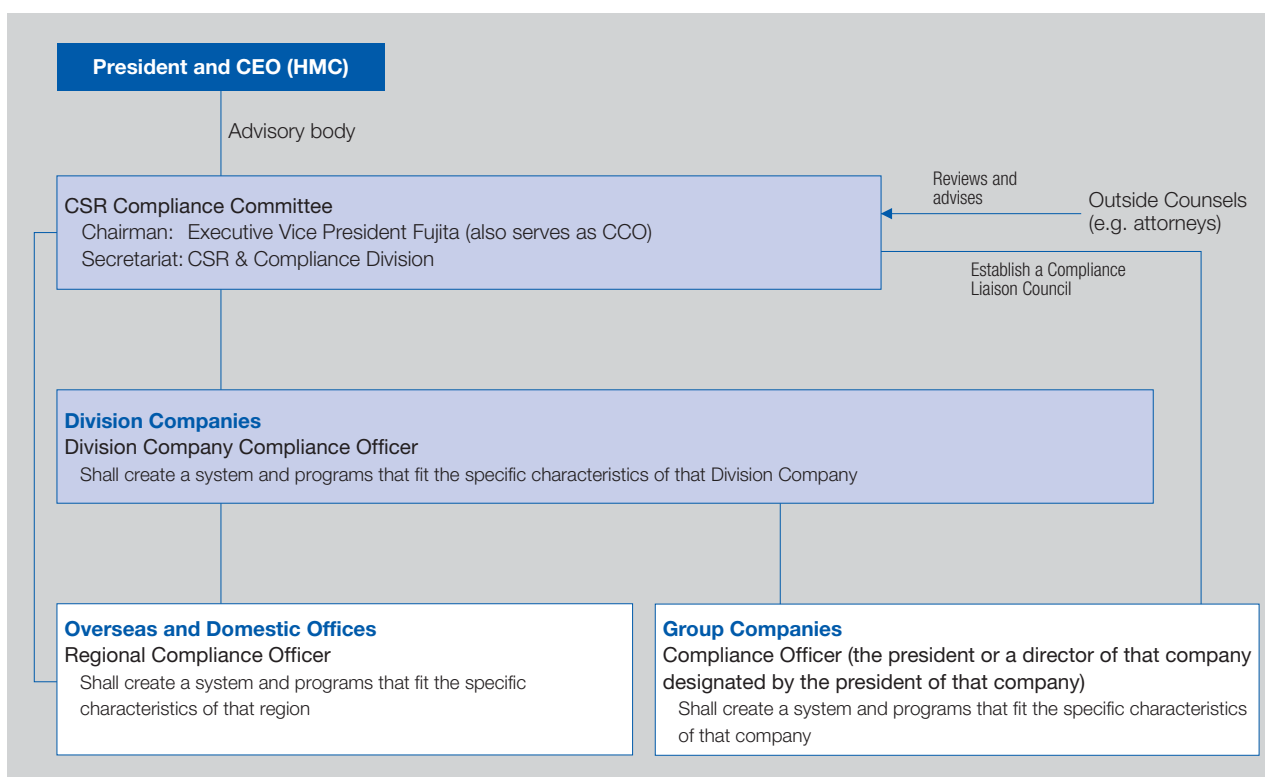 President and CEO (HMC)
Advisory body
CSR Compliance Committee
Chairman: Executive Vice President Fujita (also serves as CCO)
Secretariat: CSR & Compliance Division
Reviews and
advises
Outside Counsels
(e.g. attorneys)
Establish a Compliance
Liaison Council
Division Companies
Division Company Compliance Officer
Shall create a system and programs that fit the specific characteristics of that Division Company
Overseas and Domestic Offices
Regional Compliance Officer
Shall create a system and programs that fit the specific
characteristics of that region
Group Companies
Compliance Officer (the president or a director of that company
designated by the president of that company)
Shall create a system and programs that fit the specific characteristics
of that company